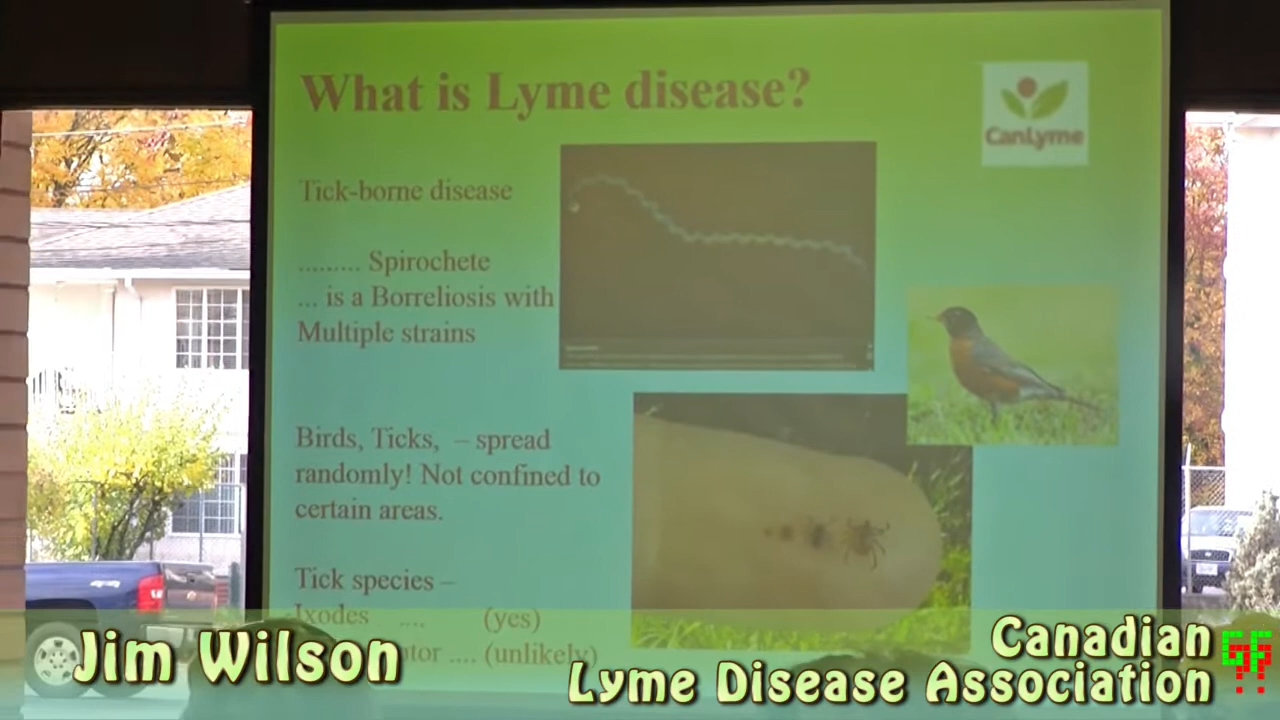 What is Lyme disease?
CanLyme
Tick-borne disease
......... Spirochete
... is a Borreliosis with
Multiple strains
Birds, Ticks, – spread
randomly! Not confined to
certain areas.
Tick species –
Ixodes .... (yes)
.... (unlikely)
Jim Wilson
Canadian
Lyme Disease Association